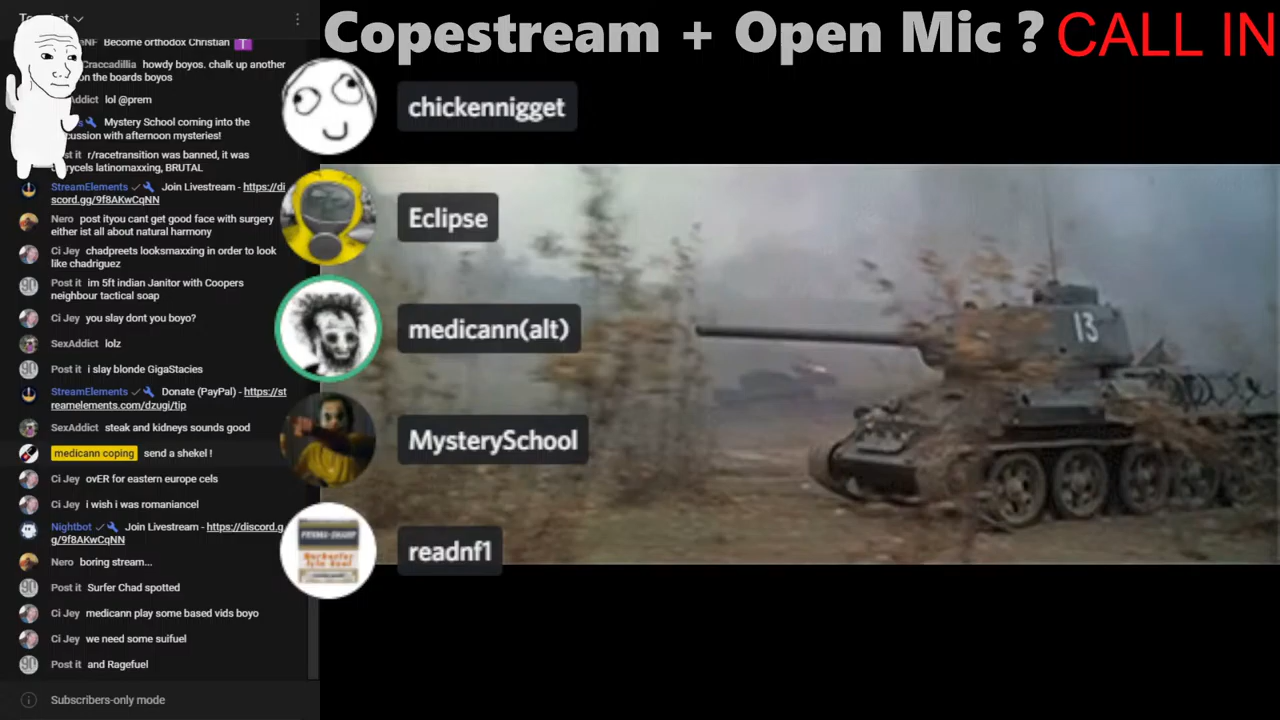 Copestream + Open Mic ? CALL IN
Become orthodox Christian
Craccadillia howdy boyos. chalk up another
on the boards boyos
Addict lol @prem
Mystery School coming into the
cussion with afternoon mysteries!
st it r/racetransition was banned, it was
rycels latinomaxxing, BRUTAL
StreamElements Join Livestream - https://di
scord.gg/9f8AKwCqNN
Nero post ityou cant get good face with surgery
either ist all about natural harmony
Ci Jey chadpreets looksmaxxing in order to look
like chadriguez
Post it im 5ft indian Janitor with Coopers
neighbour tactical soap
Ci Jey you slay dont you boyo?
SexAddict lolz
Post it i slay blonde GigaStacies
StreamElements Donate (PayPal) - https://st
reamelements.com/dzugi/tip
SexAddict steak and kidneys sounds good
medicann coping send a shekel !
Ci Jey ovER for eastern europe cels
Ci Jey i wish i was romaniancel
Nightbot Join Livestream - https://discord.g
g/9f8AKwCqNN
Nero boring stream...
Post it Surfer Chad spotted
Ci Jey medicann play some based vids boyo
Ci Jey we need some suifuel
Post it and Ragefuel
Subscribers-only mode
chickennigget
Eclipse
medicann(alt)
MysterySchool
readnf1
13